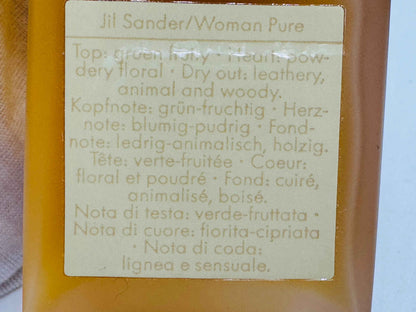 Jil Sander/Woman Pure
Top: gruen fruity · Heart: pow-
dery floral · Dry out: leathery,
animal and woody.
Kopfnote: grün-fruchtig · Herz-
note: blumig-pudrig · Fond-
note: ledrig-animalisch, holzig.
Tête: verte-fruitée · Coeur:
floral et poudré · Fond: cuiré,
animalisé, boisé.
Nota di testa: verde-fruttata ·
Nota di cuore: fiorita-cipriata
· Nota di coda:
lignea e sensuale.